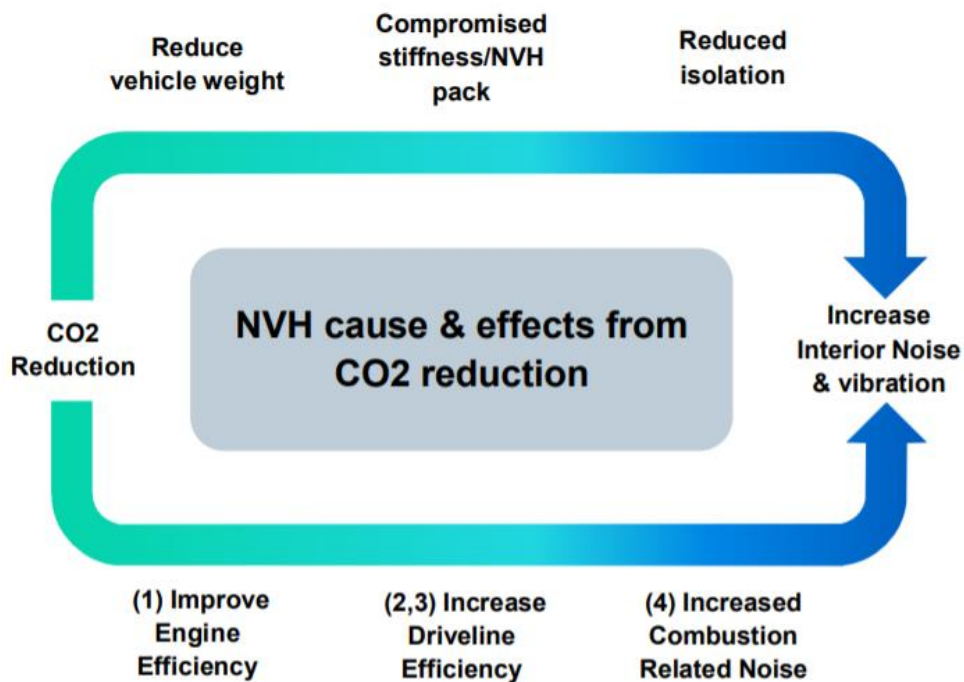 Reduce
vehicle weight
Compromised
stiffness/NVH
pack
Reduced
isolation
CO2
Reduction
NVH cause & effects from
CO2 reduction
Increase
Interior Noise
& vibration
(1) Improve
Engine
Efficiency
(2,3) Increase
Driveline
Efficiency
(4) Increased
Combustion
Related Noise